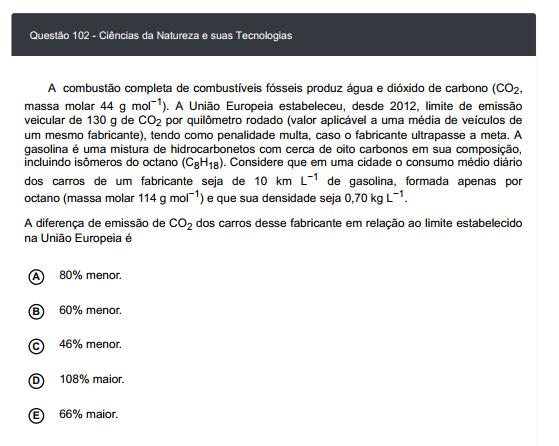 Questão 102 - Ciências da Natureza e suas Tecnologias
A combustão completa de combustíveis fósseis produz água e dióxido de carbono (CO₂,
massa molar 44 g mol⁻¹). A União Europeia estabeleceu, desde 2012, limite de emissão
veicular de 130 g de CO₂ por quilômetro rodado (valor aplicável a uma média de veículos de
um mesmo fabricante), tendo como penalidade multa, caso o fabricante ultrapasse a meta. A
gasolina é uma mistura de hidrocarbonetos com cerca de oito carbonos em sua composição,
incluindo isômeros do octano (C₈H₁₈). Considere que em uma cidade o consumo médio diário
dos carros de um fabricante seja de 10 km L⁻¹ de gasolina, formada apenas por
octano (massa molar 114 g mol⁻¹) e que sua densidade seja 0,70 kg L⁻¹.
A diferença de emissão de CO₂ dos carros desse fabricante em relação ao limite estabelecido
na União Europeia é
A 80% menor.
B 60% menor.
C 46% menor.
D 108% maior.
E 66% maior.